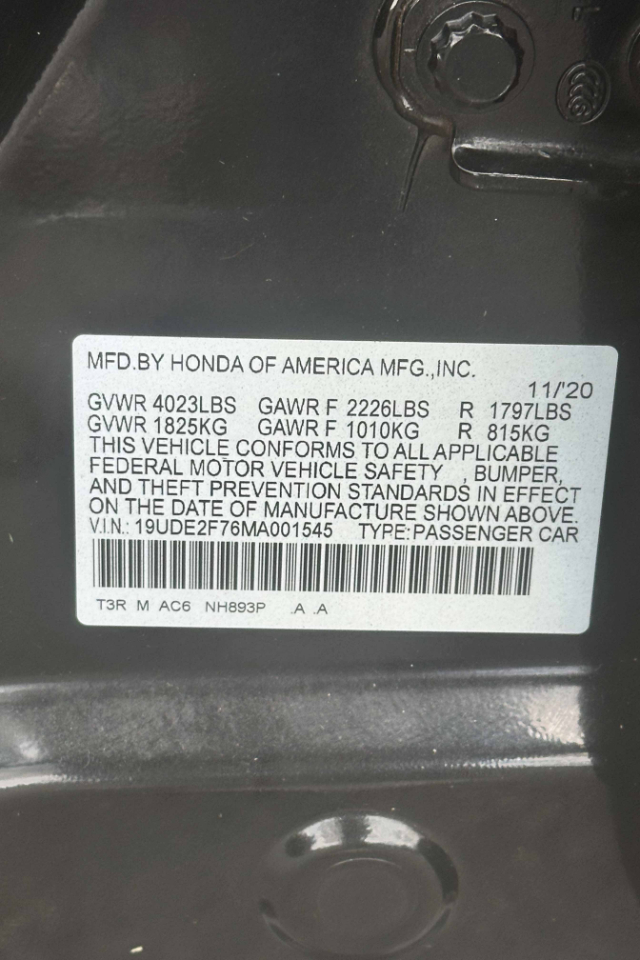 MFD.BY HONDA OF AMERICA MFG.,INC.
11/'20
GVWR 4023LBS GAWR F 2226LBS R 1797LBS
GVWR 1825KG GAWR F 1010KG R 815KG
THIS VEHICLE CONFORMS TO ALL APPLICABLE
FEDERAL MOTOR VEHICLE SAFETY , BUMPER,
AND THEFT PREVENTION STANDARDS IN EFFECT
ON THE DATE OF MANUFACTURE SHOWN ABOVE.
V.I.N.: 19UDE2F76MA001545 TYPE:PASSENGER CAR
T3R M AC6 NH893P .A .A